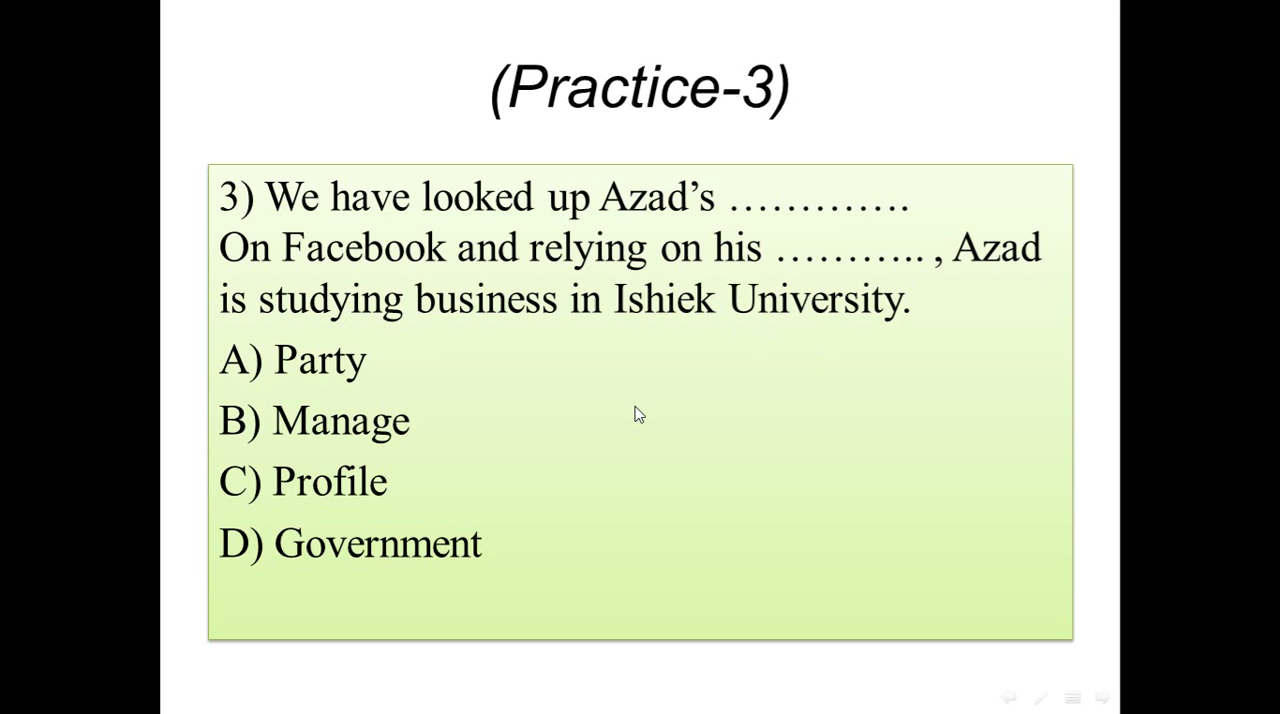 (Practice-3)
3) We have looked up Azad’s ………….
On Facebook and relying on his ……….. , Azad
is studying business in Ishiek University.
A) Party
B) Manage
C) Profile
D) Government